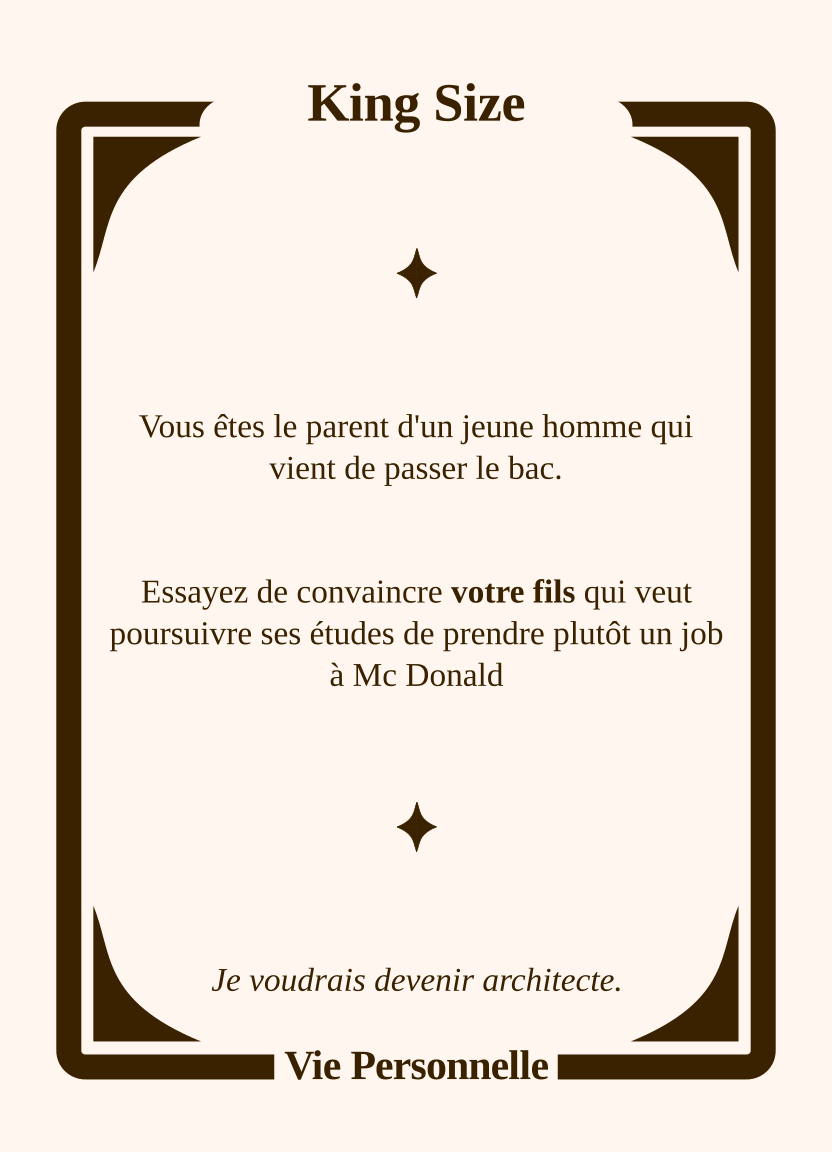 King Size
Vous êtes le parent d'un jeune homme qui
vient de passer le bac.
Essayez de convaincre votre fils qui veut
poursuivre ses études de prendre plutôt un job
à Mc Donald
Je voudrais devenir architecte.
Vie Personnelle